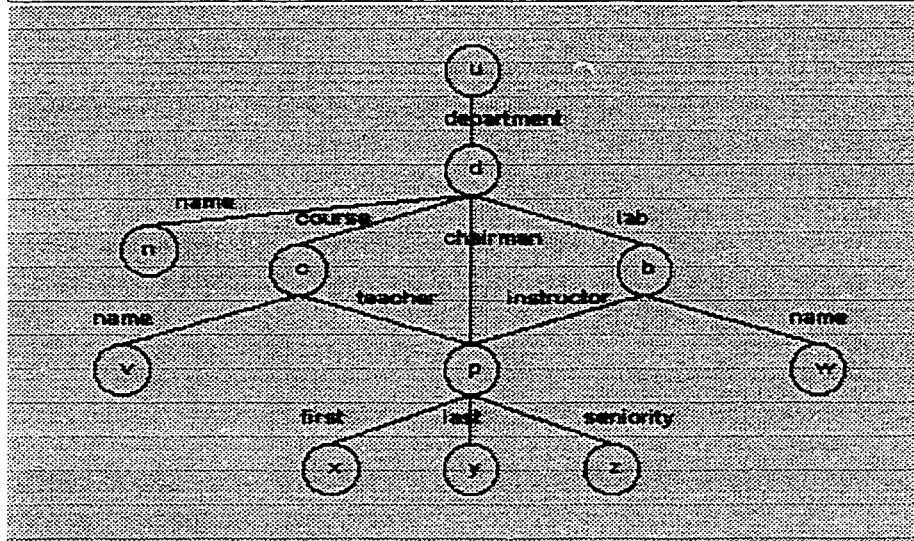 u
department
d
name course lab
chairman
n c b
teacher instructor
name name
v p w
first last seniority
x y z